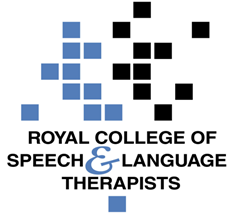 ROYAL COLLEGE OF
SPEECH & LANGUAGE
THERAPISTS